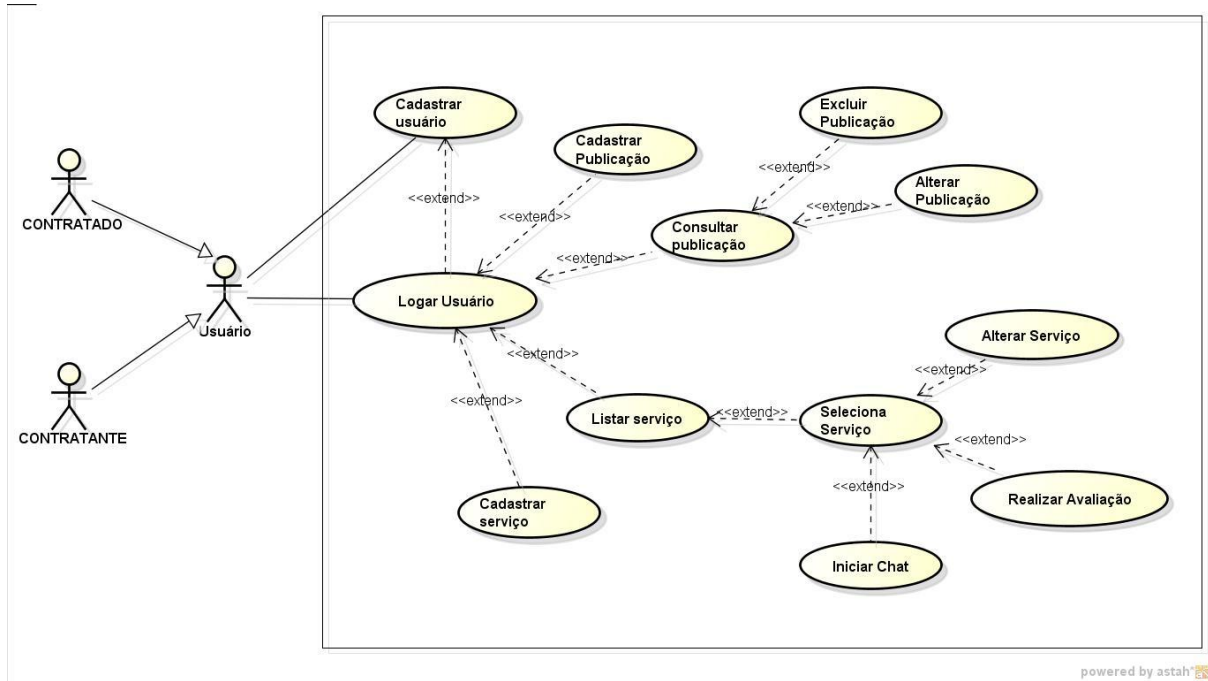 Cadastrar
usuário
Cadastrar
Publicação
Excluir
Publicação
<<extend>>
Alterar
Publicação
<<extend>>
<<extend>>
<<extend>>
Consultar
publicação
<<extend>>
CONTRATADO
Logar Usuário
Usuário
Alterar Serviço
<<extend>>
<<extend>>
<<extend>>
Listar serviço
<<extend>>
Seleciona
Serviço
CONTRATANTE
<<extend>>
<<extend>>
Realizar Avaliação
Cadastrar
serviço
Iniciar Chat
powered by astah*